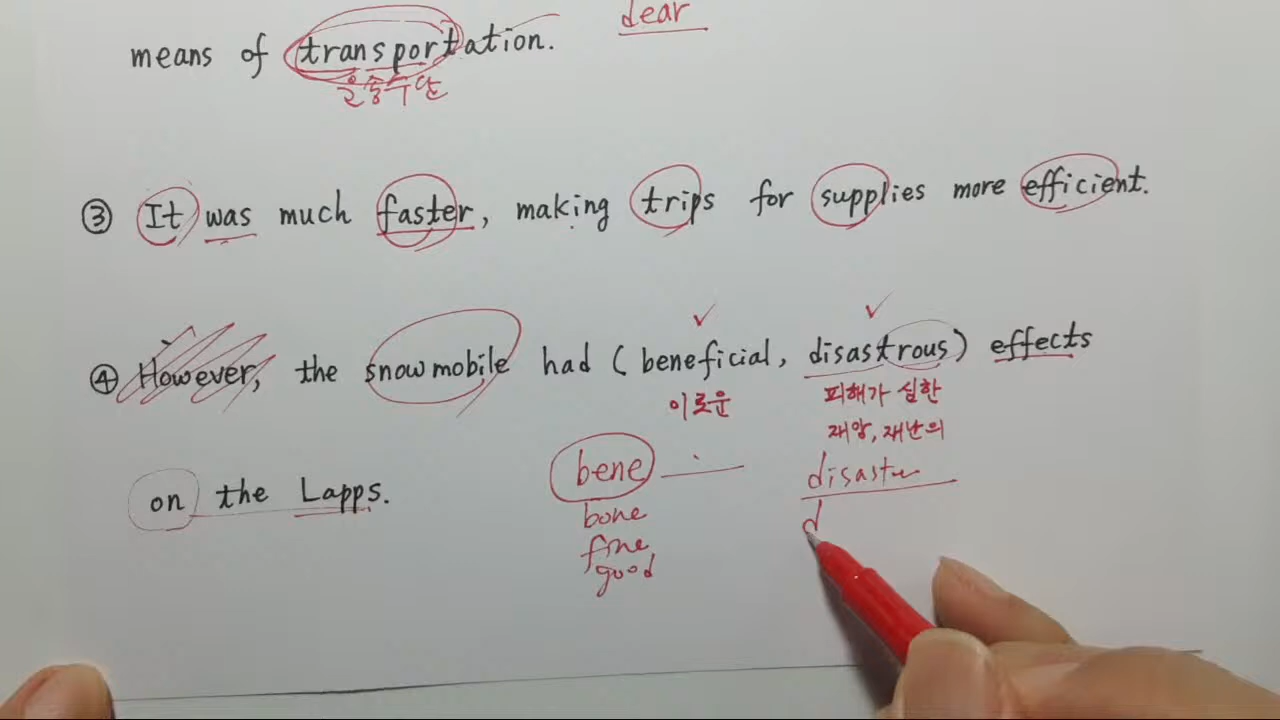 dear
means of transportation.
운송수단
③ It was much faster, making trips for supplies more efficient.
④ However, the snowmobile had (beneficial, disastrous) effects
이로운 피해가 심한
재앙, 재난의
on the Lapps. bene disaster
bone d
fine
good